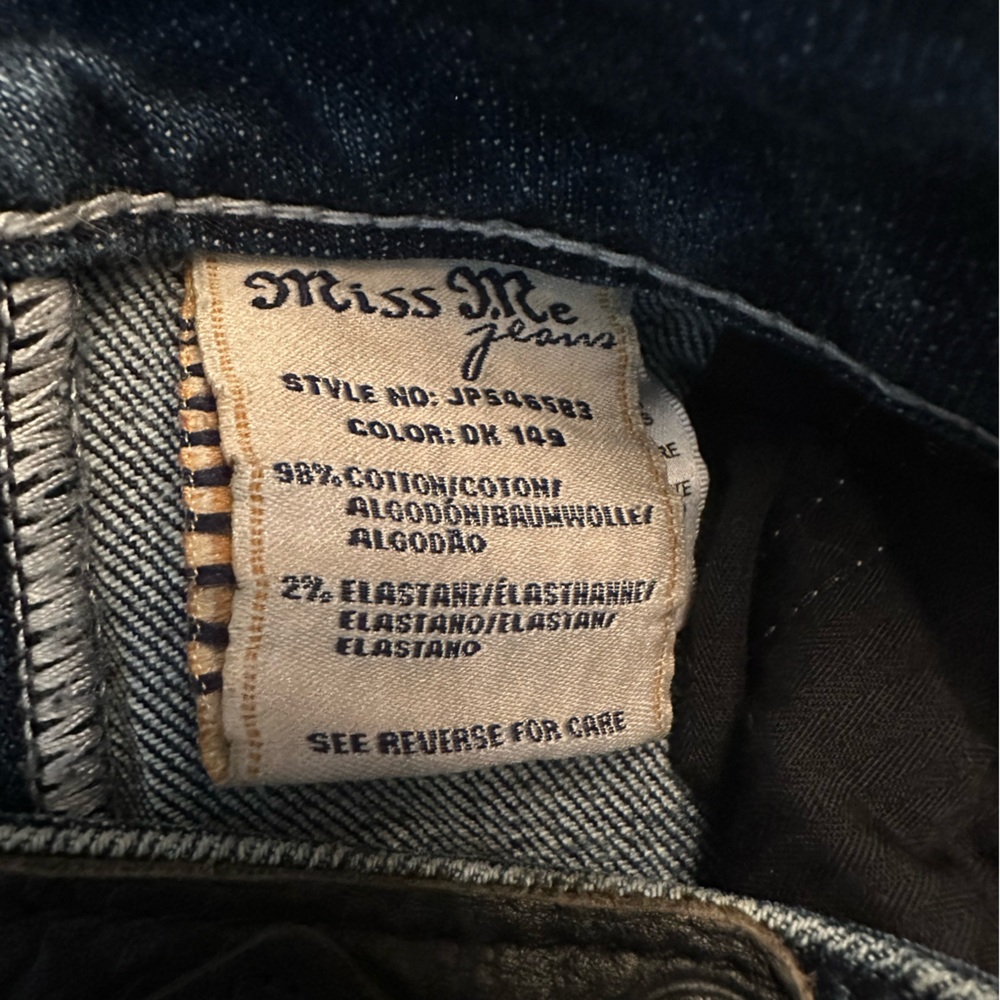 Miss Me
jeans
STYLE NO: JP546583
COLOR: DK 149
98% COTTON/COTON/
ALGODÓN/BAUMWOLLE/
ALGODÃO
2% ELASTANE/ÉLASTHANNE/
ELASTANO/ELASTAN/
ELASTANO
SEE REVERSE FOR CARE